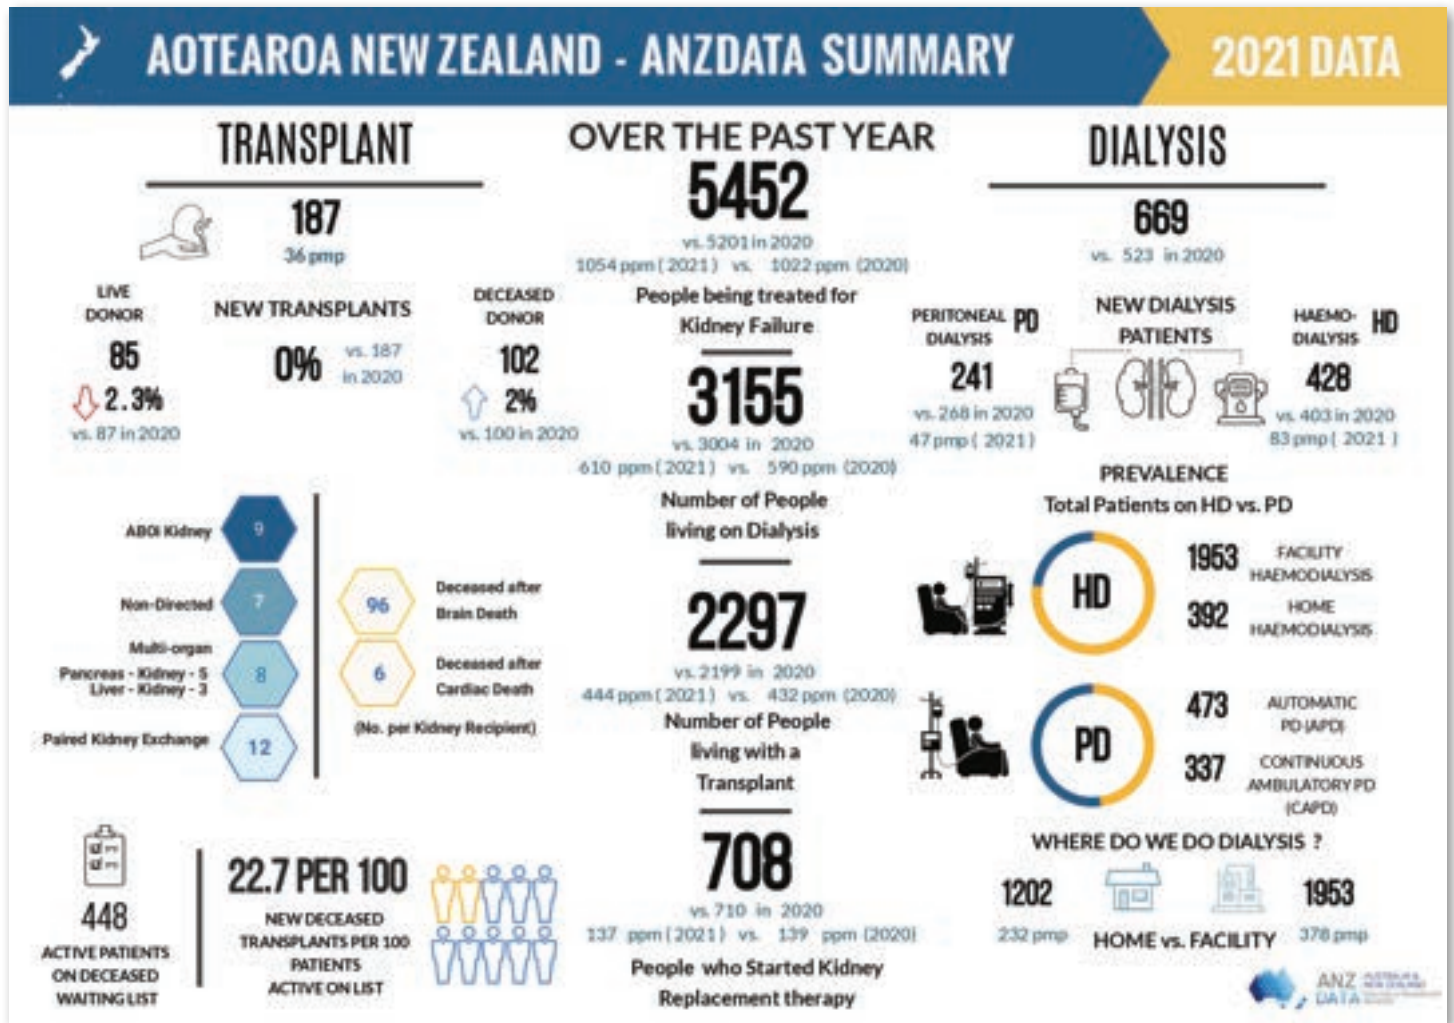 AOTEAROA NEW ZEALAND - ANZDATA SUMMARY
2021 DATA
TRANSPLANT
187
36 pmp
LIVE
DONOR
85
2.3%
vs. 87 in 2020
NEW TRANSPLANTS
0%
vs. 187
in 2020
DECEASED
DONOR
102
2%
vs. 100 in 2020
ABOi Kidney
9
Non-Directed
7
Multi-organ
Pancreas - Kidney - 5
Liver - Kidney - 3
8
Paired Kidney Exchange
12
96
Deceased after
Brain Death
6
Deceased after
Cardiac Death
(No. per Kidney Recipient)
448
ACTIVE PATIENTS
ON DECEASED
WAITING LIST
22.7 PER 100
NEW DECEASED
TRANSPLANTS PER 100
PATIENTS
ACTIVE ON LIST
OVER THE PAST YEAR
5452
vs. 5201 in 2020
1054 ppm ( 2021 ) vs. 1022 ppm (2020)
People being treated for
Kidney Failure
3155
vs. 3004 in 2020
610 ppm ( 2021 ) vs. 590 ppm (2020)
Number of People
living on Dialysis
2297
vs. 2199 in 2020
444 ppm ( 2021 ) vs. 432 ppm (2020)
Number of People
living with a
Transplant
708
vs. 710 in 2020
137 ppm ( 2021 ) vs. 139 ppm (2020)
People who Started Kidney
Replacement therapy
DIALYSIS
669
vs. 523 in 2020
PERITONEAL PD
DIALYSIS
241
vs. 268 in 2020
47 pmp ( 2021 )
NEW DIALYSIS
PATIENTS
HAEMO- HD
DIALYSIS
428
vs. 403 in 2020
83 pmp ( 2021 )
PREVALENCE
Total Patients on HD vs. PD
HD
1953
FACILITY
HAEMODIALYSIS
392
HOME
HAEMODIALYSIS
PD
473
AUTOMATIC
PD (APD)
337
CONTINUOUS
AMBULATORY PD
(CAPD)
WHERE DO WE DO DIALYSIS ?
1202
232 pmp
HOME vs. FACILITY
1953
378 pmp
ANZ
DATA